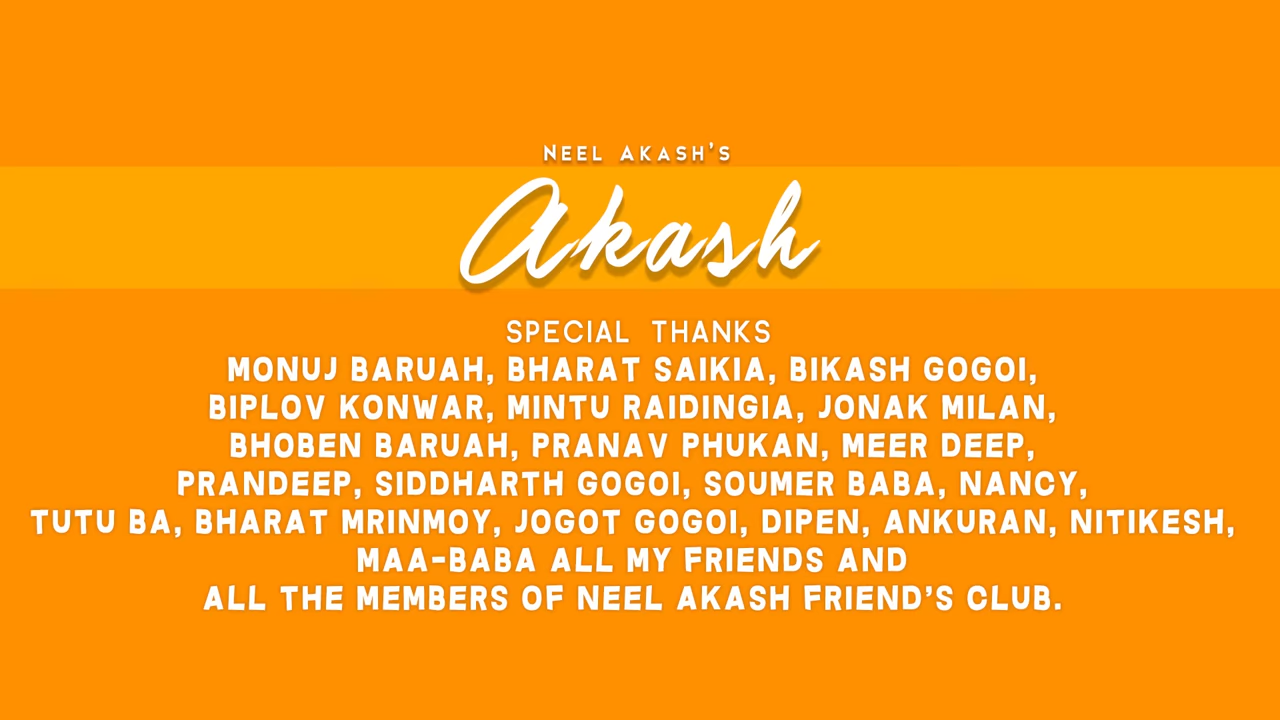 NEEL AKASH'S
Akash
SPECIAL THANKS
MONUJ BARUAH, BHARAT SAIKIA, BIKASH GOGOI,
BIPLOV KONWAR, MINTU RAIDINGIA, JONAK MILAN,
BHOBEN BARUAH, PRANAV PHUKAN, MEER DEEP,
PRANDEEP, SIDDHARTH GOGOI, SOUMER BABA, NANCY,
TUTU BA, BHARAT MRINMOY, JOGOT GOGOI, DIPEN, ANKURAN, NITIKESH,
MAA-BABA ALL MY FRIENDS AND
ALL THE MEMBERS OF NEEL AKASH FRIEND'S CLUB.